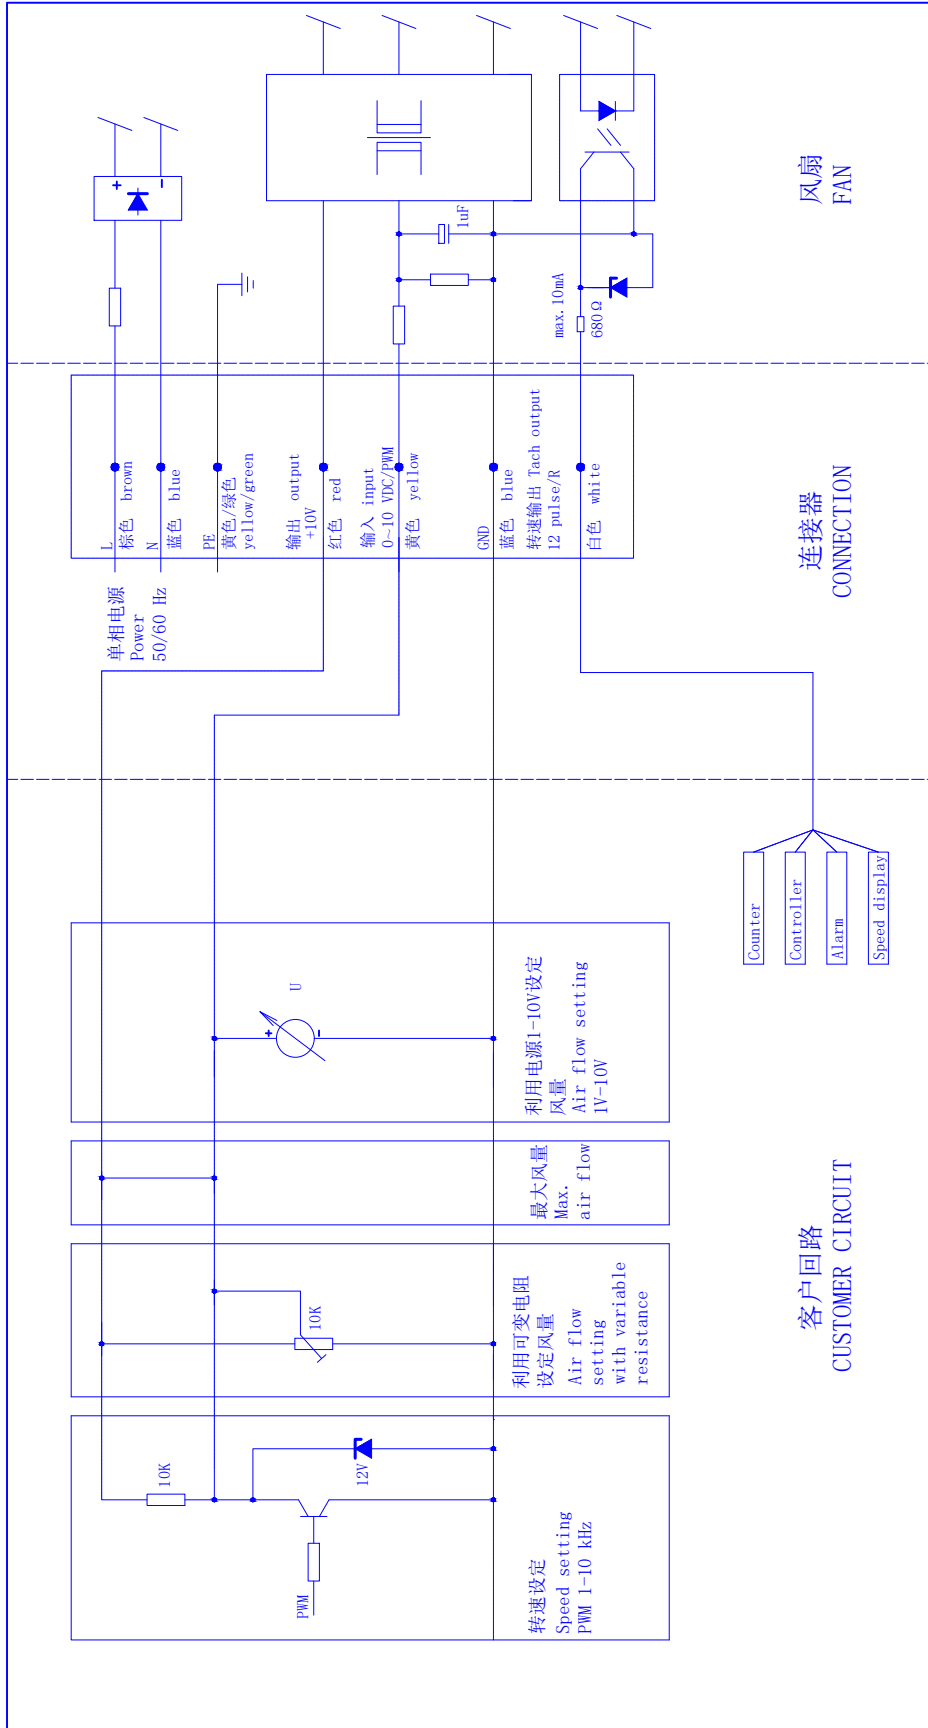 客户回路
CUSTOMER CIRCUIT
连接器
CONNECTION
风扇
FAN
L
棕色 brown
N
蓝色 blue
PE
黄色/绿色
yellow/green
输出 output
+10V
红色 red
输入 input
0~10 VDC/PWM
黄色 yellow
GND
蓝色 blue
转速输出 Tach output
12 pulse/R
白色 white
单相电源
Power
50/60 Hz
+
-
1uF
max.10mA
680Ω
Counter
Controller
Alarm
Speed display
U
+
-
利用电源1-10V设定
风量
Air flow setting
1V-10V
最大风量
Max.
air flow
10K
利用可变电阻
设定风量
Air flow
setting
with variable
resistance
10K
12V
PWM
转速设定
Speed setting
PWM 1-10 kHz